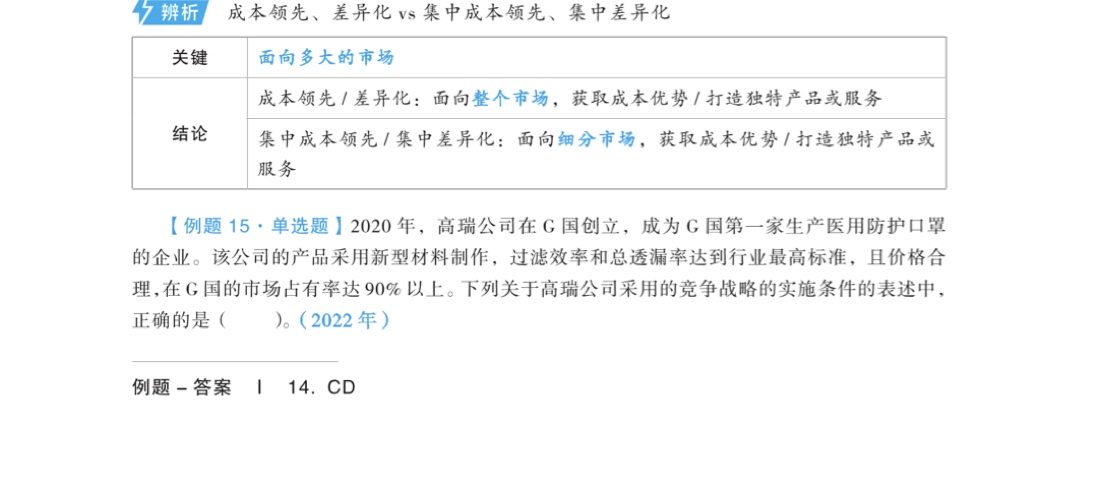 辨析 成本领先、差异化 vs 集中成本领先、集中差异化
关键 面向多大的市场
成本领先 / 差异化：面向整个市场，获取成本优势 / 打造独特产品或服务
结论
集中成本领先 / 集中差异化：面向细分市场，获取成本优势 / 打造独特产品或
服务
【例题 15 · 单选题】2020 年，高瑞公司在 G 国创立，成为 G 国第一家生产医用防护口罩
的企业。该公司的产品采用新型材料制作，过滤效率和总透漏率达到行业最高标准，且价格合
理，在 G 国的市场占有率达 90% 以上。下列关于高瑞公司采用的竞争战略的实施条件的表述中，
正确的是（　　）。（2022 年）
例题 – 答案 | 14. CD